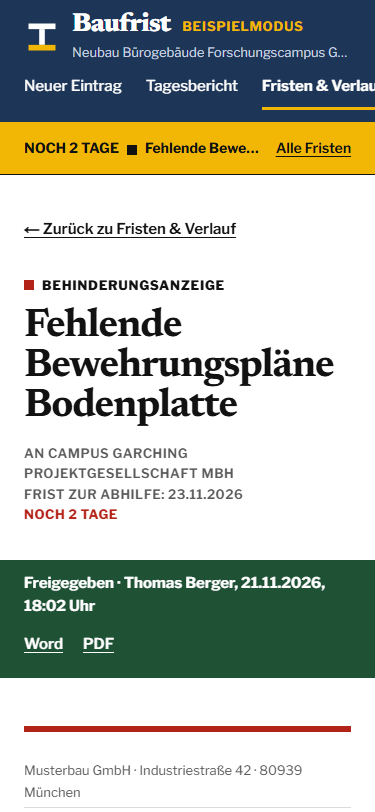 Baufrist BEISPIELMODUS
Neubau Bürogebäude Forschungscampus G…
Neuer Eintrag Tagesbericht Fristen & Verlau
NOCH 2 TAGE Fehlende Bewe… Alle Fristen
← Zurück zu Fristen & Verlauf
BEHINDERUNGSANZEIGE
Fehlende
Bewehrungspläne
Bodenplatte
AN CAMPUS GARCHING
PROJEKTGESELLSCHAFT MBH
FRIST ZUR ABHILFE: 23.11.2026
NOCH 2 TAGE
Freigegeben · Thomas Berger, 21.11.2026,
18:02 Uhr
Word PDF
Musterbau GmbH · Industriestraße 42 · 80939
München